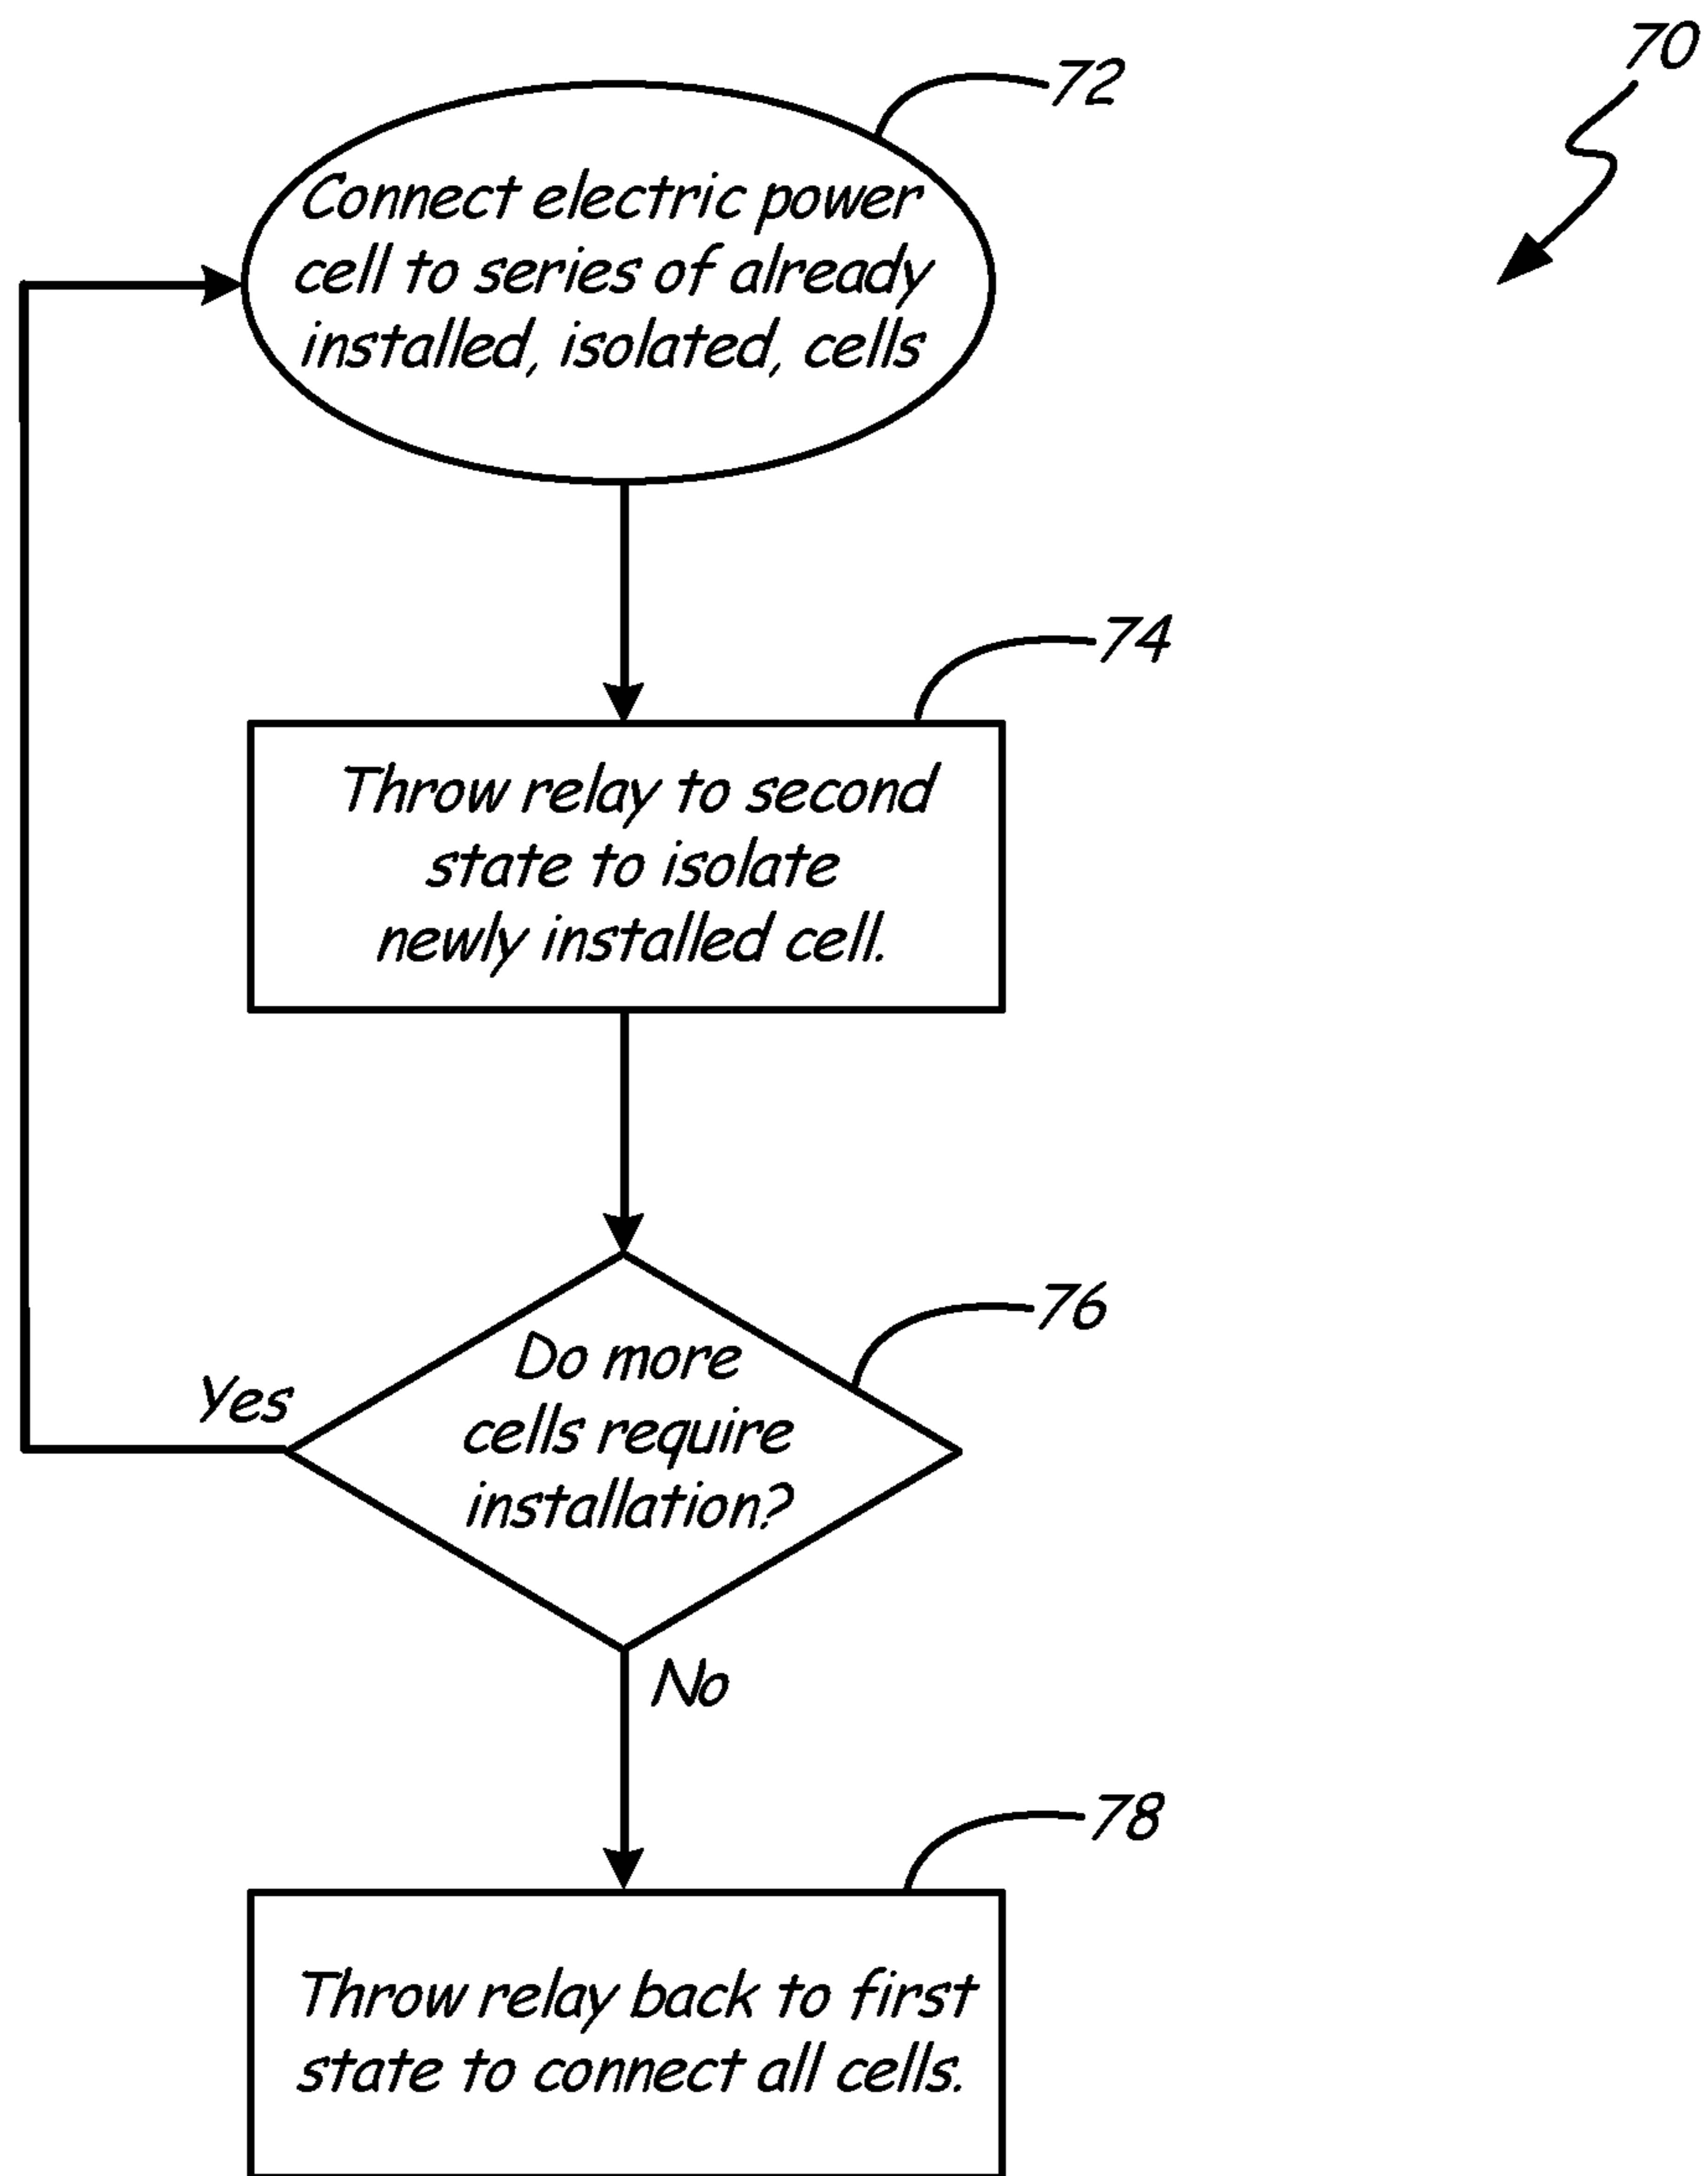 70
72
Connect electric power
cell to series of already
installed, isolated, cells
74
Throw relay to second
state to isolate
newly installed cell.
76
Do more
cells require
installation?
Yes
No
78
Throw relay back to first
state to connect all cells.